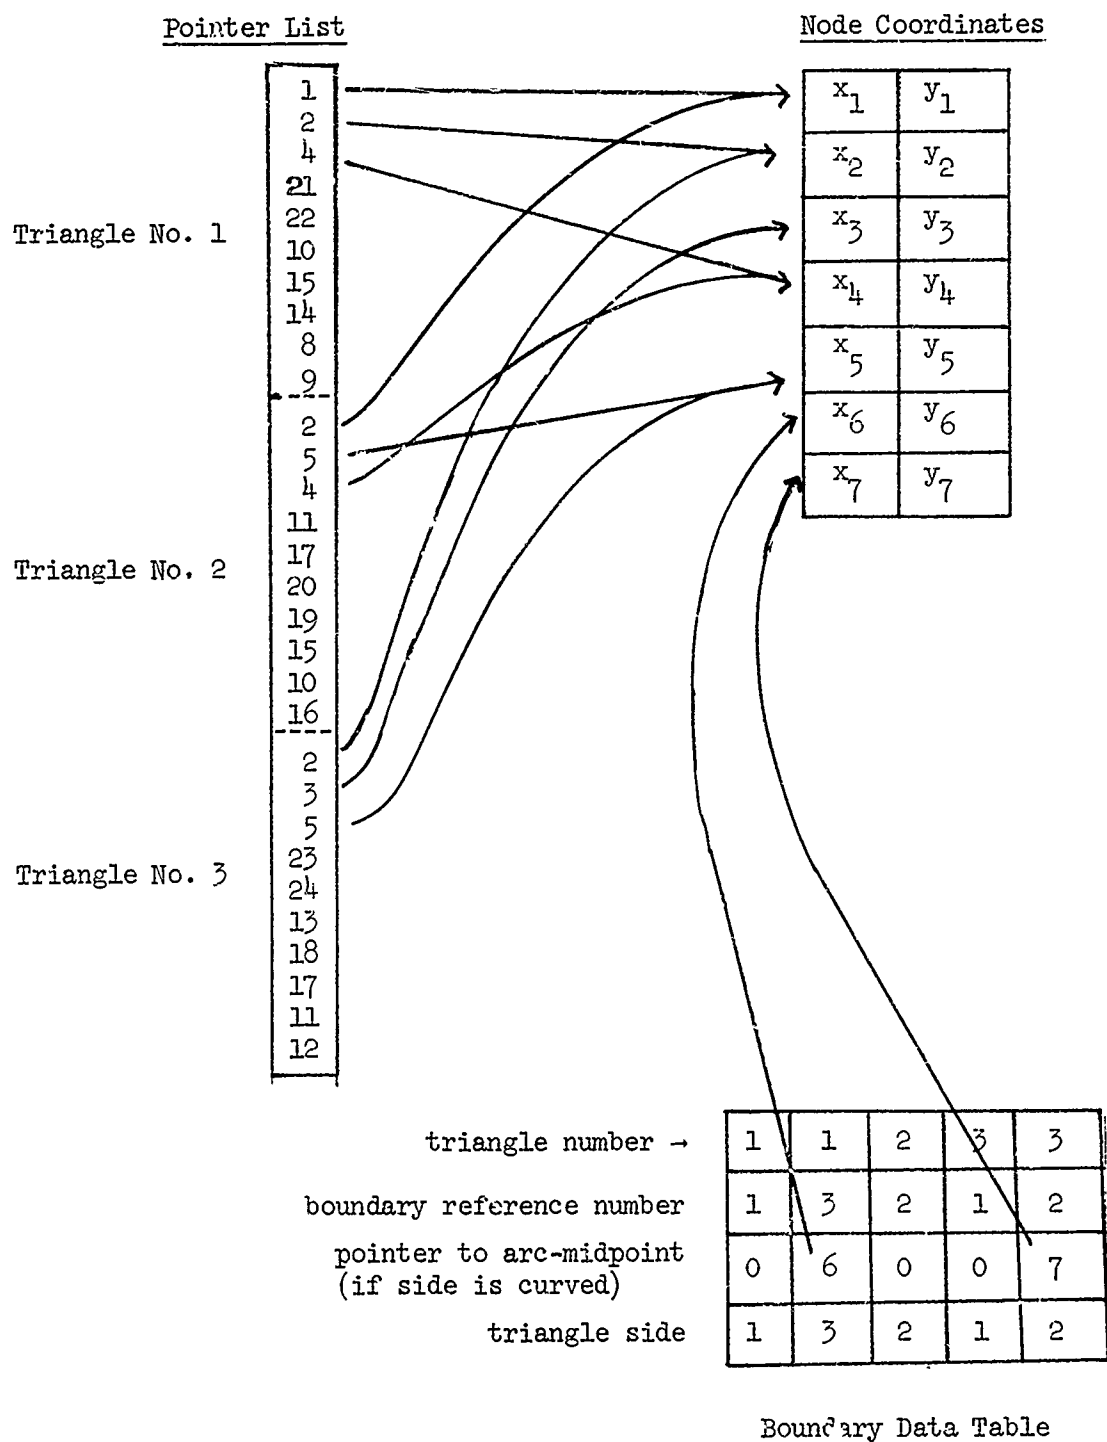 Pointer List
1
2
4
21
22
10
15
14
8
9
2
5
4
11
17
20
19
15
10
16
2
3
5
23
24
13
18
17
11
12
Triangle No. 1
Triangle No. 2
Triangle No. 3
Node Coordinates
x1 y1
x2 y2
x3 y3
x4 y4
x5 y5
x6 y6
x7 y7
triangle number → 1 1 2 3 3
boundary reference number 1 3 2 1 2
pointer to arc-midpoint
(if side is curved) 0 6 0 0 7
triangle side 1 3 2 1 2
Boundary Data Table